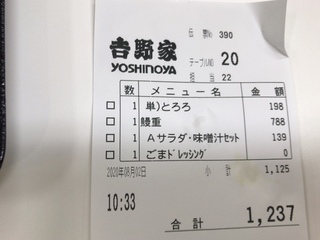 伝票No 390
吉野家
YOSHINOYA
テーブル(UNI) 20
担当 22
数 メニュー名 金額
□ 1 単)とろろ 198
□ 1 鰻重 788
□ 1 Aサラダ・味噌汁セット 139
□ 1 ごまドレッシング 0
2020年08月02日 小計 1,125
10:33
合計 1,237